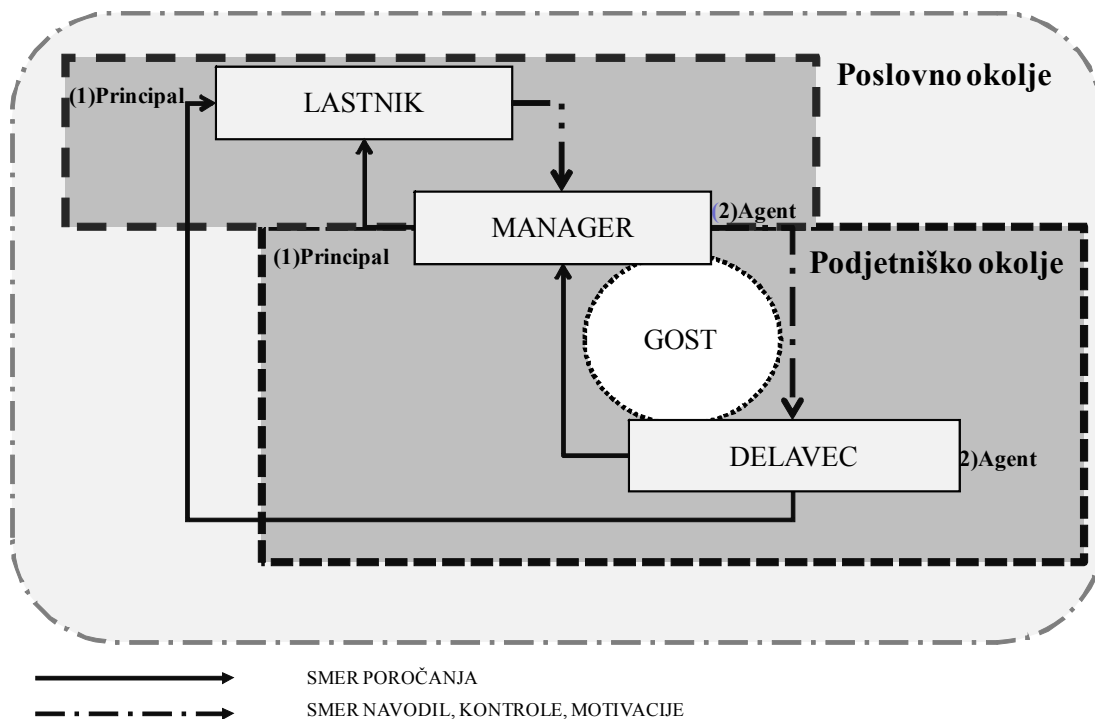 Poslovno okolje
(1)Principal
LASTNIK
MANAGER
(2)Agent
(1)Principal
Podjetniško okolje
GOST
DELAVEC
2)Agent
SMER POROČANJA
SMER NAVODIL, KONTROLE, MOTIVACIJE